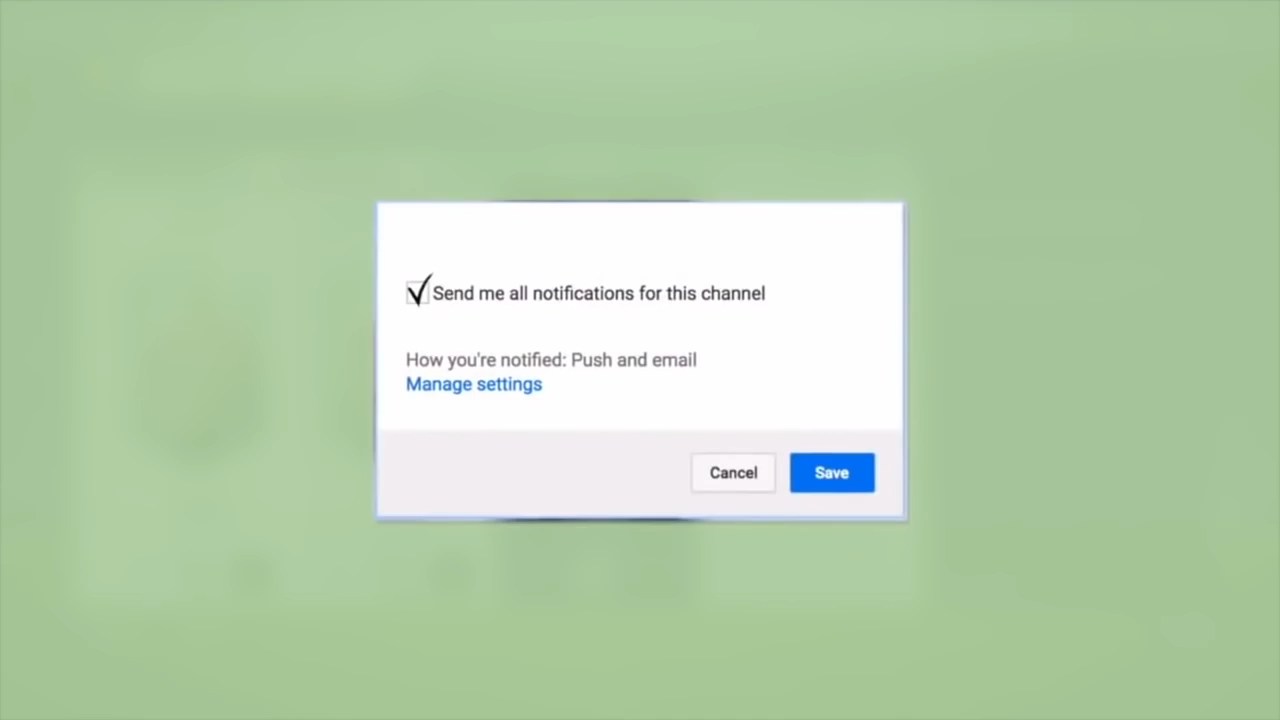 Send me all notifications for this channel
How you're notified: Push and email
Manage settings
Cancel
Save